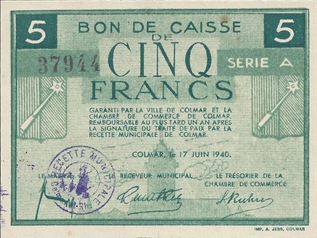 5 BON DE CAISSE 5
DE
37944 CINQ SERIE A
FRANCS
GARANTI PAR LA VILLE DE COLMAR ET LA
CHAMBRE DE COMMERCE DE COLMAR.
REMBOURSABLE AU PLUS TARD UN AN APRES
LA SIGNATURE DU TRAITE DE PAIX PAR LA
RECETTE MUNICIPALE DE COLMAR.
COLMAR, le 17 JUIN 1940.
LE RECEVEUR MUNICIPAL LE TRÉSORIER DE LA
CHAMBRE DE COMMERCE
RECETTE MUNICIPALE
IMP. A. JESS, COLMAR